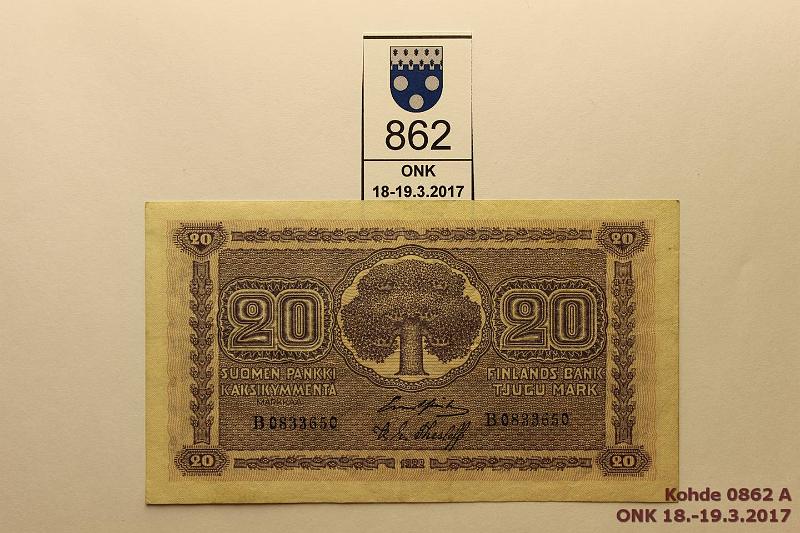 862
ONK
18-19.3.2017
20 20
20 20
SUOMEN PANKKI FINLANDS BANK
KAKSIKYMMENTÄ TJUGU MARK
MARKKAA
B0833650 B0833650
20 1922 20
Kohde 0862 A
ONK 18.-19.3.2017